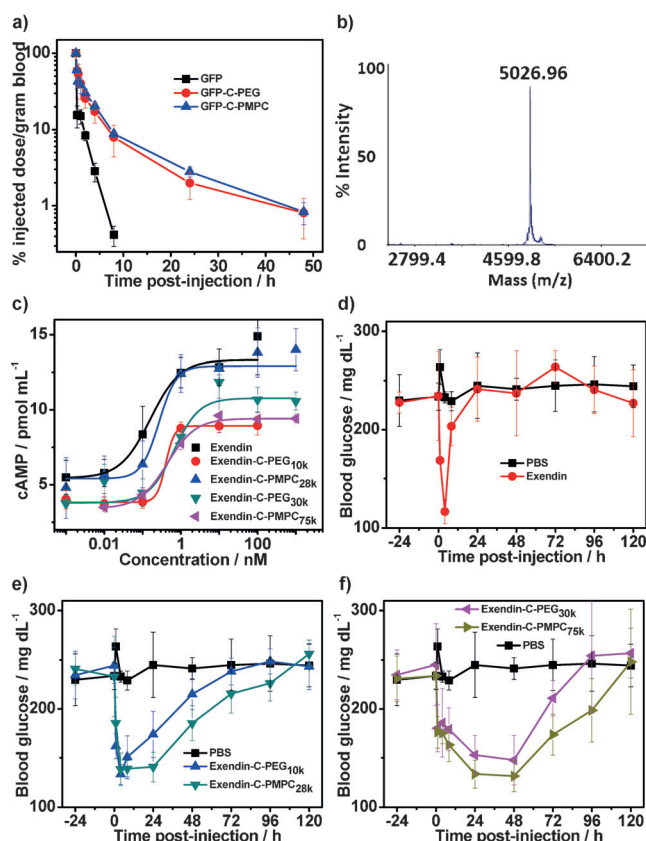 a)
% injected dose/gram blood
100
10
1
0 10 20 30 40 50
Time post-injection / h
GFP
GFP-C-PEG
GFP-C-PMPC
b)
% Intensity
100
50
0
5026.96
2799.4 4599.8 6400.2
Mass (m/z)
c)
cAMP / pmol mL⁻¹
15
10
5
0.01 1 100
Concentration / nM
Exendin
Exendin-C-PEG10k
Exendin-C-PMPC28k
Exendin-C-PEG30k
Exendin-C-PMPC75k
d)
Blood glucose / mg dL⁻¹
300
200
100
-24 0 24 48 72 96 120
Time post-injection / h
PBS
Exendin
e)
Blood glucose / mg dL⁻¹
300
200
100
-24 0 24 48 72 96 120
Time post-injection / h
PBS
Exendin-C-PEG10k
Exendin-C-PMPC28k
f)
Blood glucose / mg dL⁻¹
300
200
100
-24 0 24 48 72 96 120
Time post-injection / h
Exendin-C-PEG30k
Exendin-C-PMPC75k
PBS